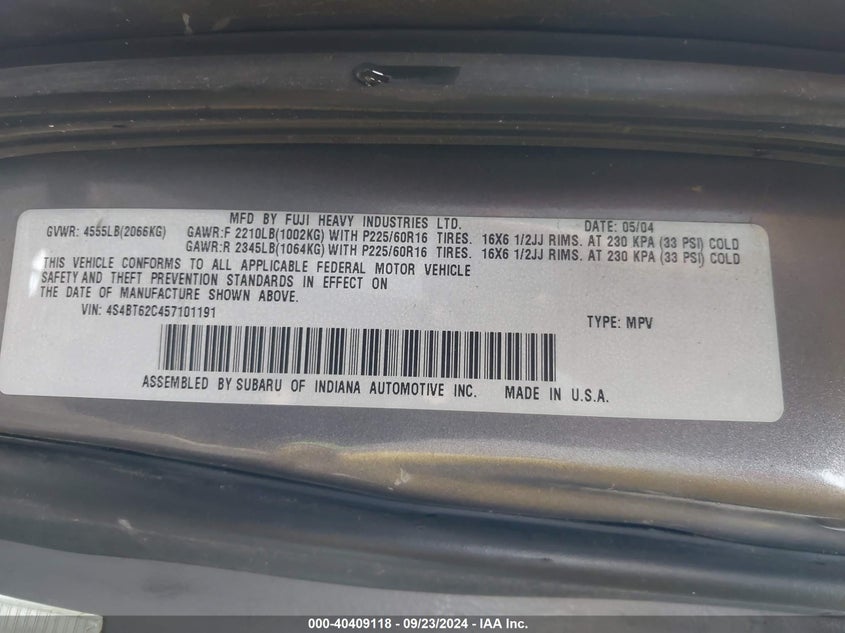 MFD BY FUJI HEAVY INDUSTRIES LTD. DATE: 05/04
GVWR: 4555LB(2066KG) GAWR:F 2210LB(1002KG) WITH P225/60R16 TIRES. 16X6 1/2JJ RIMS. AT 230 KPA (33 PSI) COLD
GAWR:R 2345LB(1064KG) WITH P225/60R16 TIRES. 16X6 1/2JJ RIMS. AT 230 KPA (33 PSI) COLD
THIS VEHICLE CONFORMS TO ALL APPLICABLE FEDERAL MOTOR VEHICLE
SAFETY AND THEFT PREVENTION STANDARDS IN EFFECT ON
THE DATE OF MANUFACTURE SHOWN ABOVE.
VIN: 4S4BT62C457101191 TYPE: MPV
ASSEMBLED BY SUBARU OF INDIANA AUTOMOTIVE INC. MADE IN U.S.A.
000-40409118 - 09/23/2024 - IAA Inc.